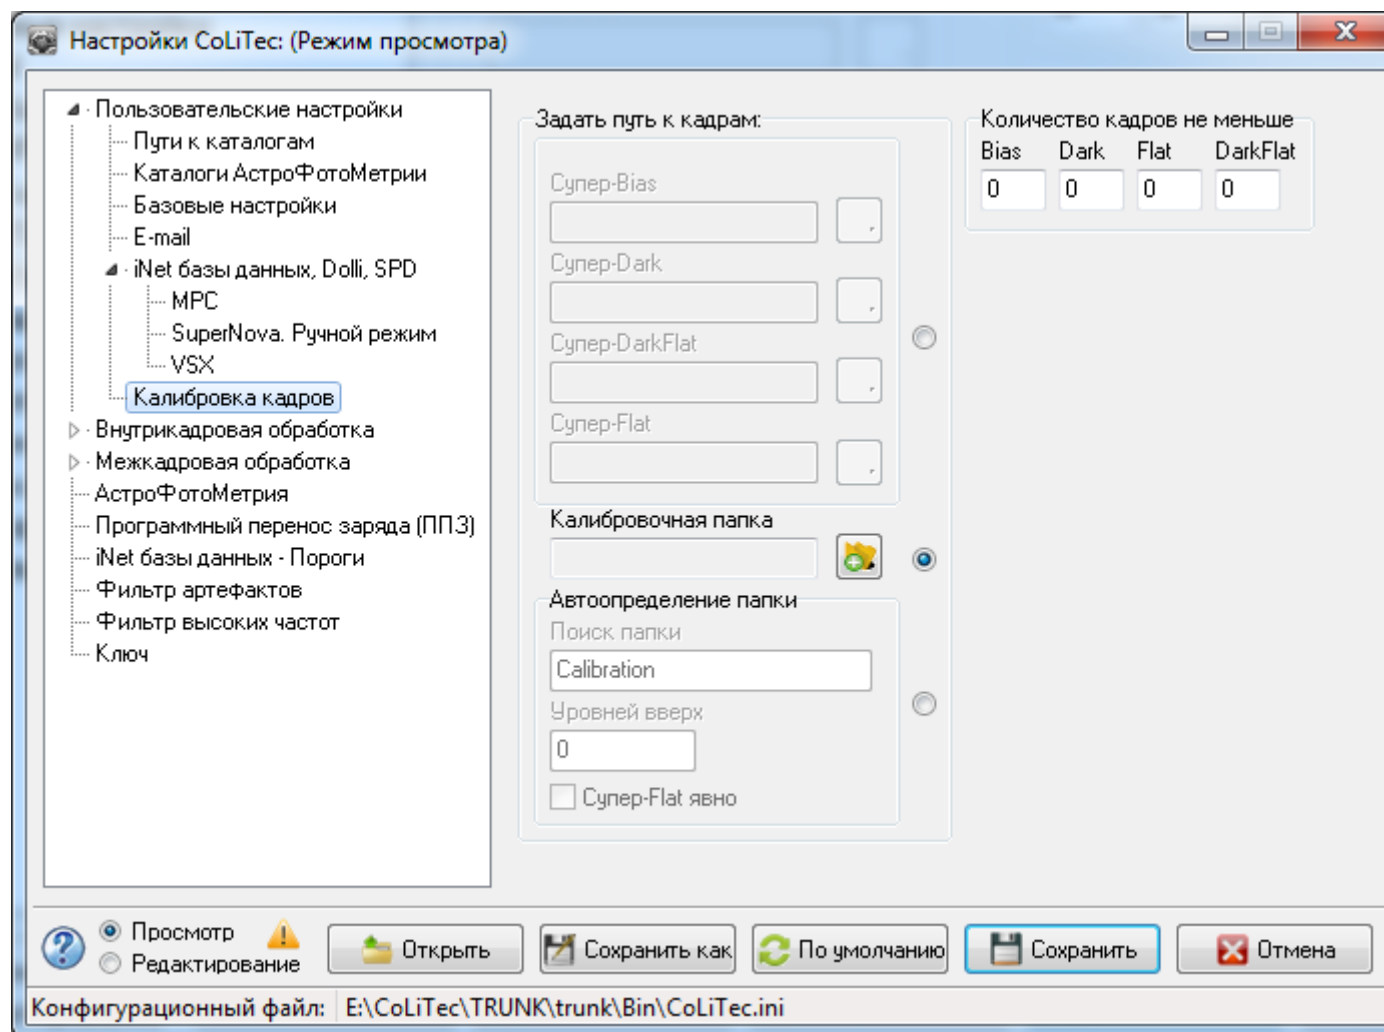 Настройки CoLiTec: (Режим просмотра)
Пользовательские настройки
Пути к каталогам
Каталоги АстроФотоМетрии
Базовые настройки
E-mail
iNet базы данных, Dolli, SPD
MPC
SuperNova. Ручной режим
VSX
Калибровка кадров
Внутрикадровая обработка
Межкадровая обработка
АстроФотоМетрия
Программный перенос заряда (ППЗ)
iNet базы данных - Пороги
Фильтр артефактов
Фильтр высоких частот
Ключ
Задать путь к кадрам:
Супер-Bias
Супер-Dark
Супер-DarkFlat
Супер-Flat
Калибровочная папка
Автоопределение папки
Поиск папки
Calibration
Уровней вверх
0
Супер-Flat явно
Количество кадров не меньше
Bias Dark Flat DarkFlat
0 0 0 0
Просмотр
Редактирование
Открыть
Сохранить как
По умолчанию
Сохранить
Отмена
Конфигурационный файл: E:\CoLiTec\TRUNK\trunk\Bin\CoLiTec.ini